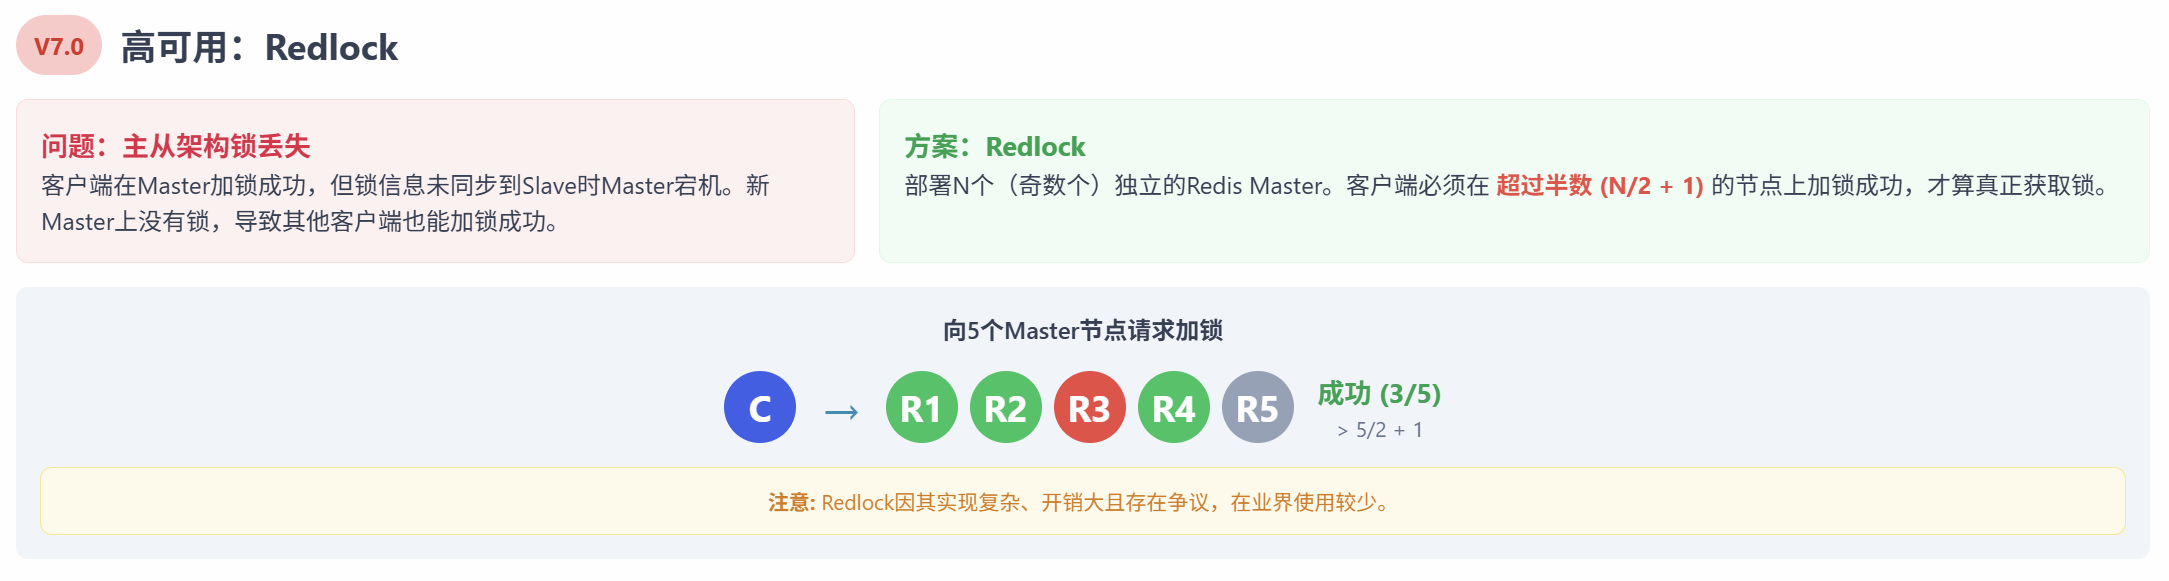 V7.0 高可用：Redlock
问题：主从架构锁丢失
客户端在Master加锁成功，但锁信息未同步到Slave时Master宕机。新
Master上没有锁，导致其他客户端也能加锁成功。
方案：Redlock
部署N个（奇数个）独立的Redis Master。客户端必须在 超过半数 (N/2 + 1) 的节点上加锁成功，才算真正获取锁。
向5个Master节点请求加锁
C → R1 R2 R3 R4 R5 成功 (3/5)
> 5/2 + 1
注意: Redlock因其实现复杂、开销大且存在争议，在业界使用较少。